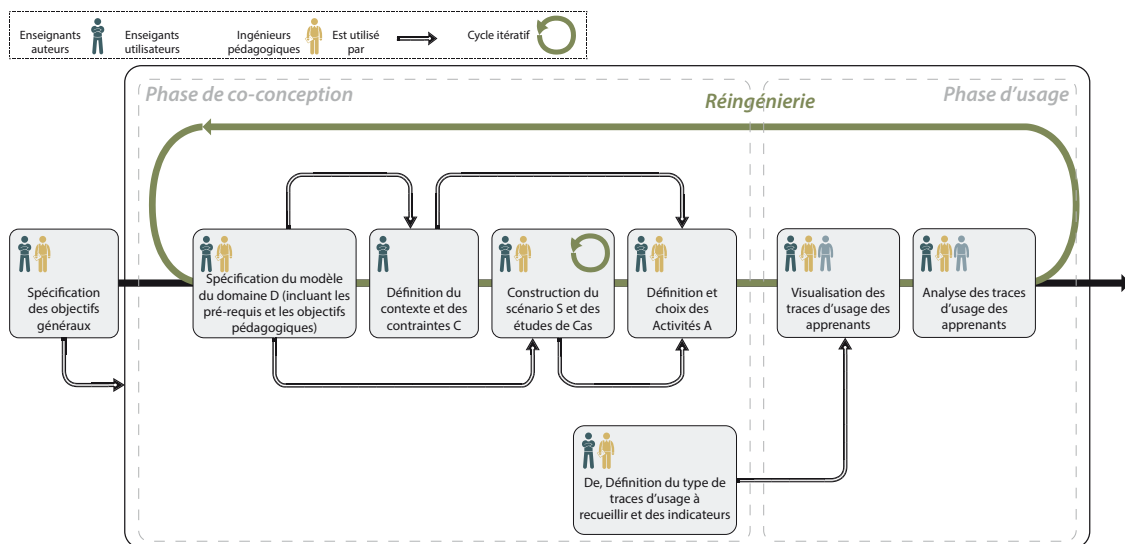 Enseignants
auteurs
Enseigants
utilisateurs
Ingénieurs
pédagogiques
Est utilisé
par
Cycle itératif
Phase de co-conception
Réingénierie
Phase d'usage
Spécification
des objectifs
généraux
Spécification du modèle
du domaine D (incluant les
pré-requis et les objectifs
pédagogiques)
Définition du
contexte et des
contraintes C
Construction du
scénario S et des
études de Cas
Définition et
choix des
Activités A
Visualisation des
traces d'usage des
apprenants
Analyse des traces
d'usage des
apprenants
De, Définition du type de
traces d'usage à
recueillir et des indicateurs